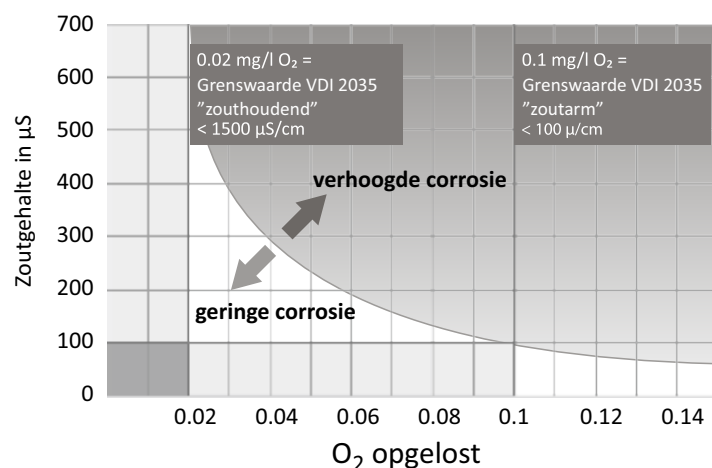 700
600
500
400
300
200
100
0
Zoutgehalte in µS
0.02 mg/l O₂ =
Grenswaarde VDI 2035
”zouthoudend”
< 1500 µS/cm
0.1 mg/l O₂ =
Grenswaarde VDI 2035
”zoutarm”
< 100 µ/cm
verhoogde corrosie
geringe corrosie
0.02 0.04 0.06 0.08 0.1 0.12 0.14
O₂ opgelost